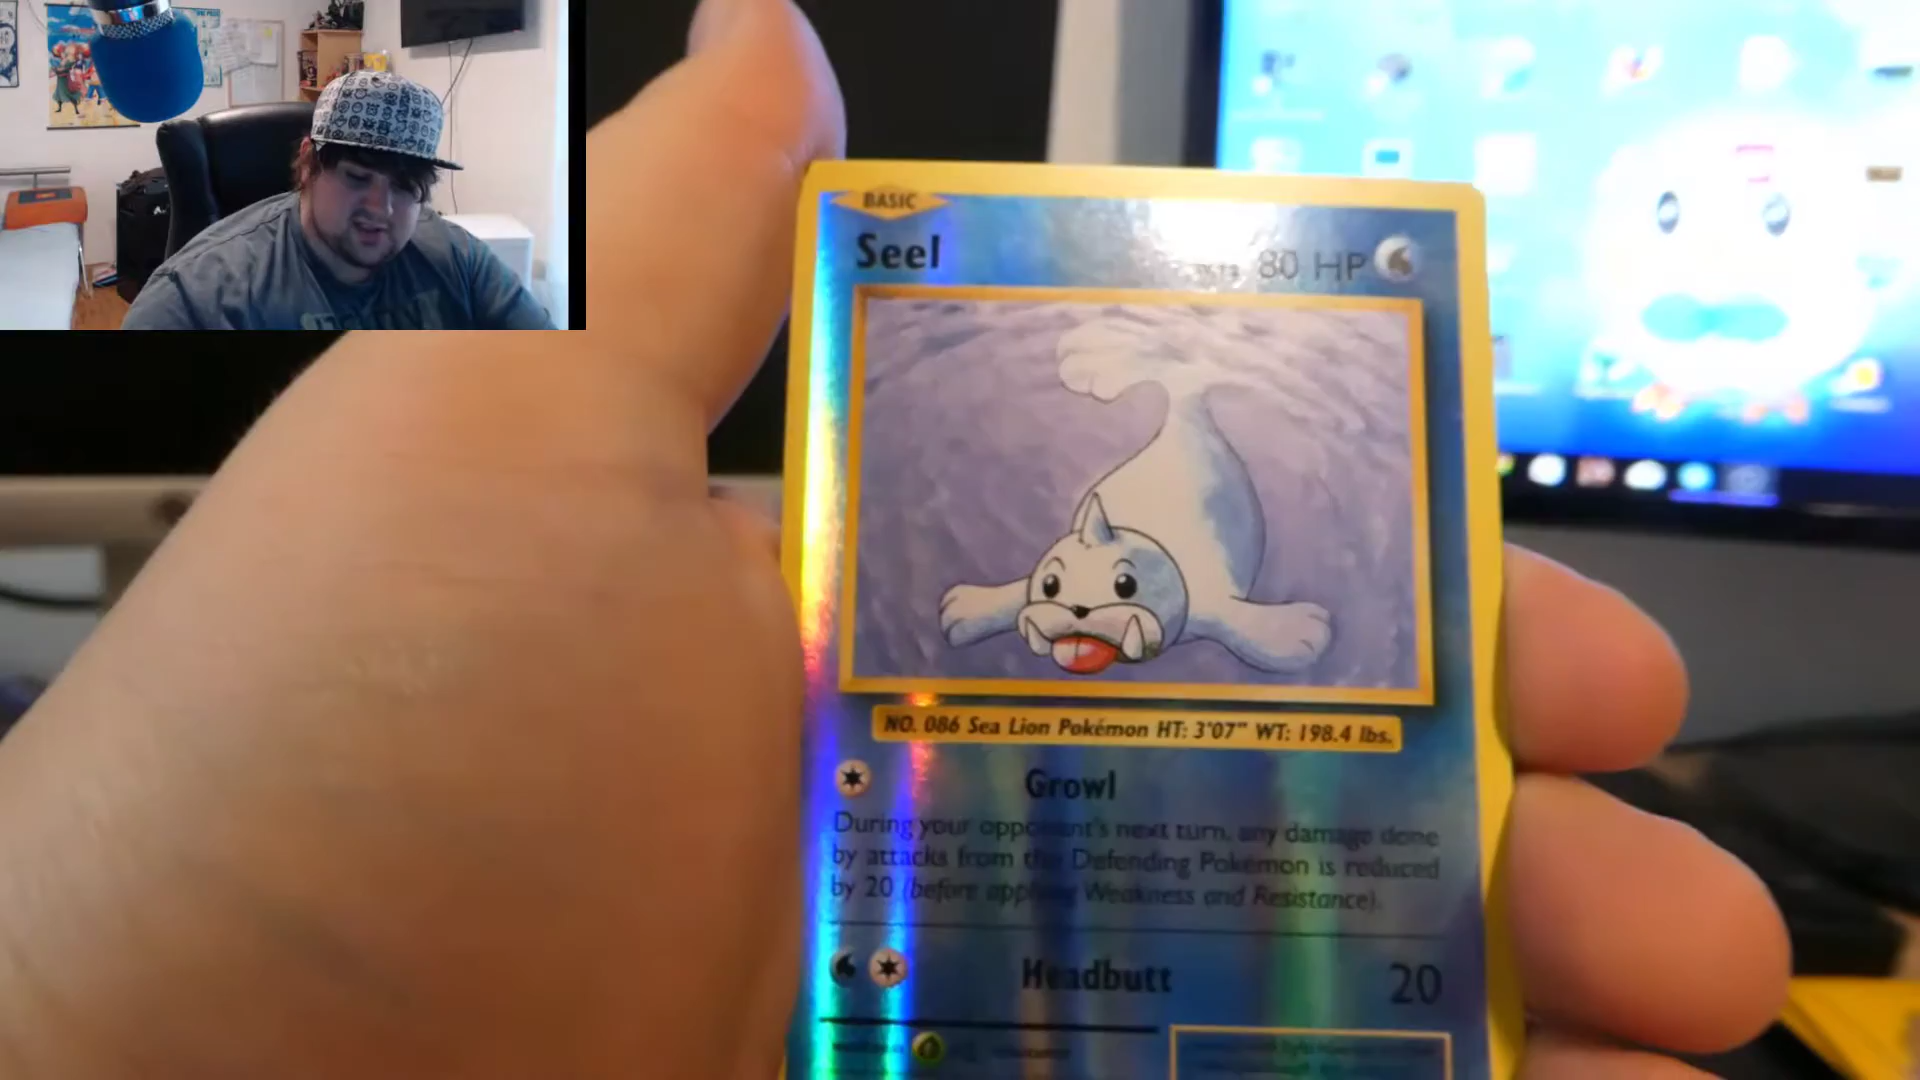 BASIC
Seel
80 HP
NO. 086 Sea Lion Pokémon HT: 3'07" WT: 198.4 lbs.
Growl
During your opponent's next turn, any damage done
by attacks from the Defending Pokémon is reduced
by 20 (before applying Weakness and Resistance).
Headbutt 20